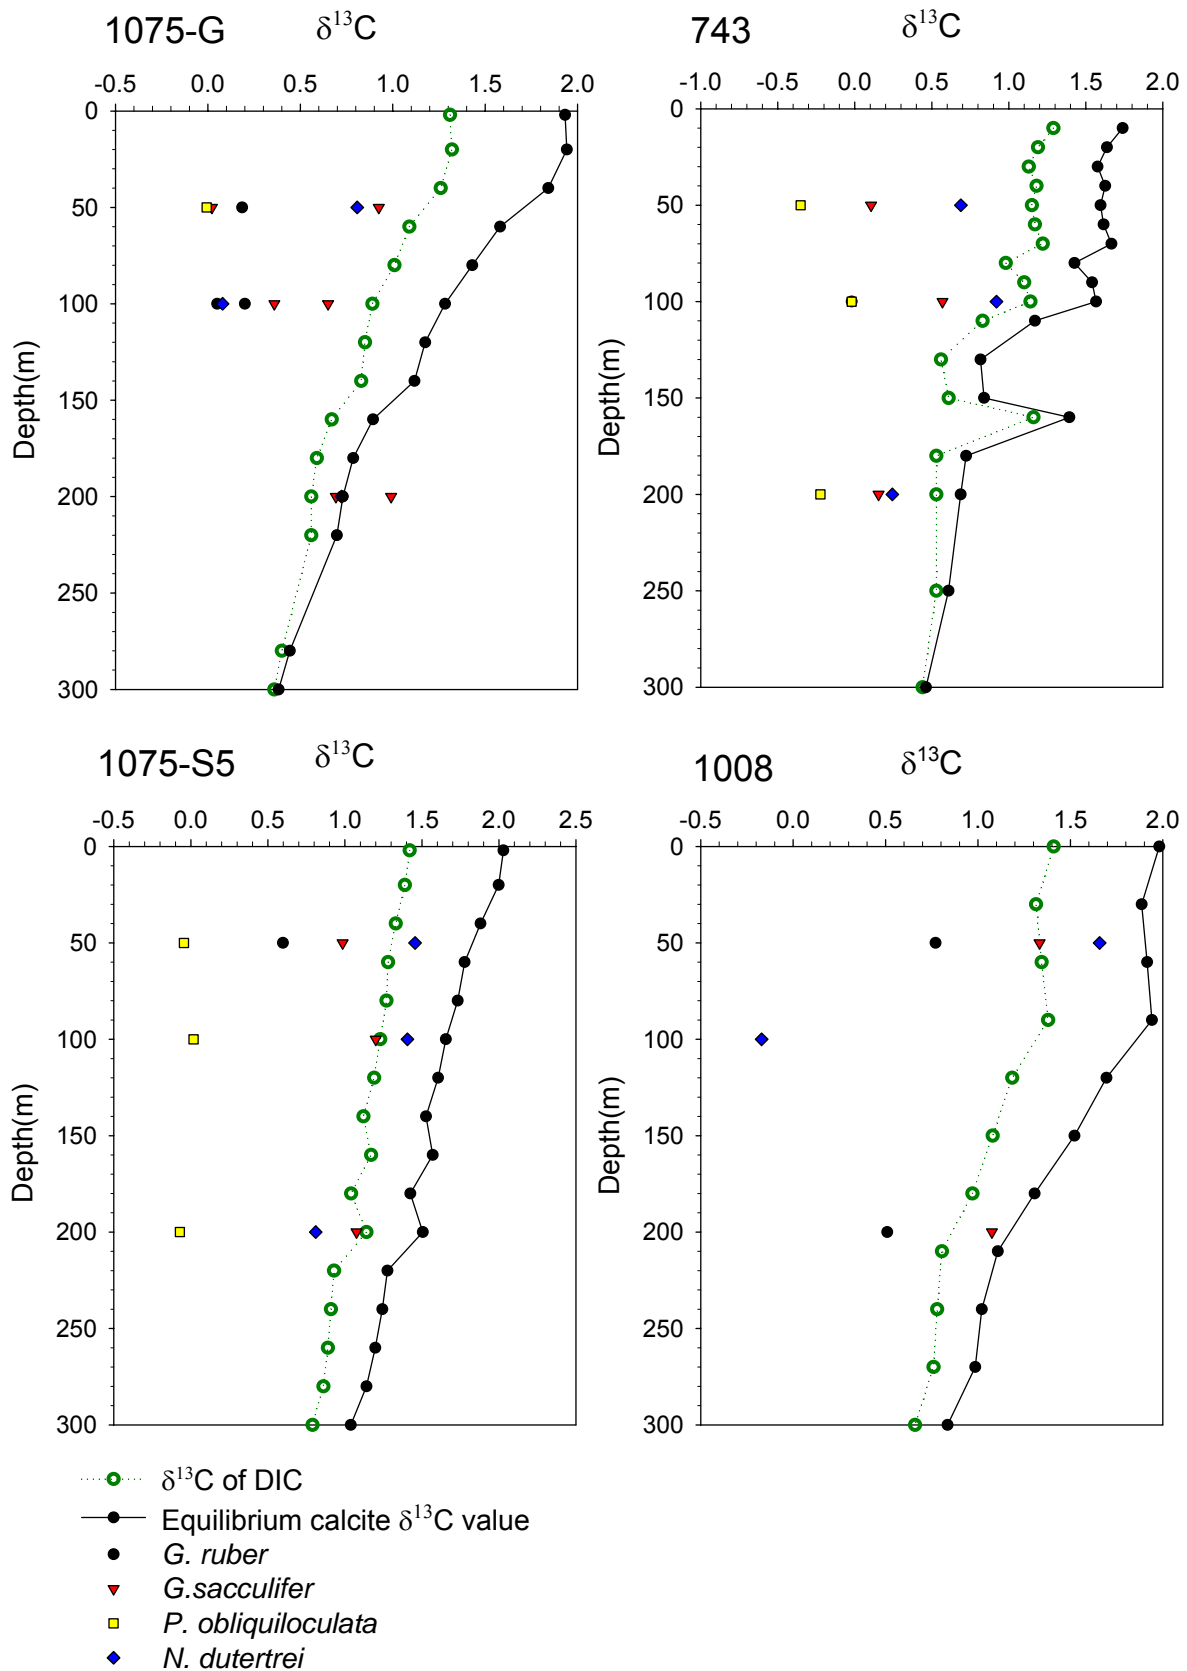 1075-G δ13C
-0.5 0.0 0.5 1.0 1.5 2.0
0
50
100
150
200
250
300
Depth(m)
743 δ13C
-1.0 -0.5 0.0 0.5 1.0 1.5 2.0
0
50
100
150
200
250
300
Depth(m)
1075-S5 δ13C
-0.5 0.0 0.5 1.0 1.5 2.0 2.5
0
50
100
150
200
250
300
Depth(m)
1008 δ13C
-0.5 0.0 0.5 1.0 1.5 2.0
0
50
100
150
200
250
300
Depth(m)
δ13C of DIC
Equilibrium calcite δ13C value
G. ruber
G.sacculifer
P. obliquiloculata
N. dutertrei